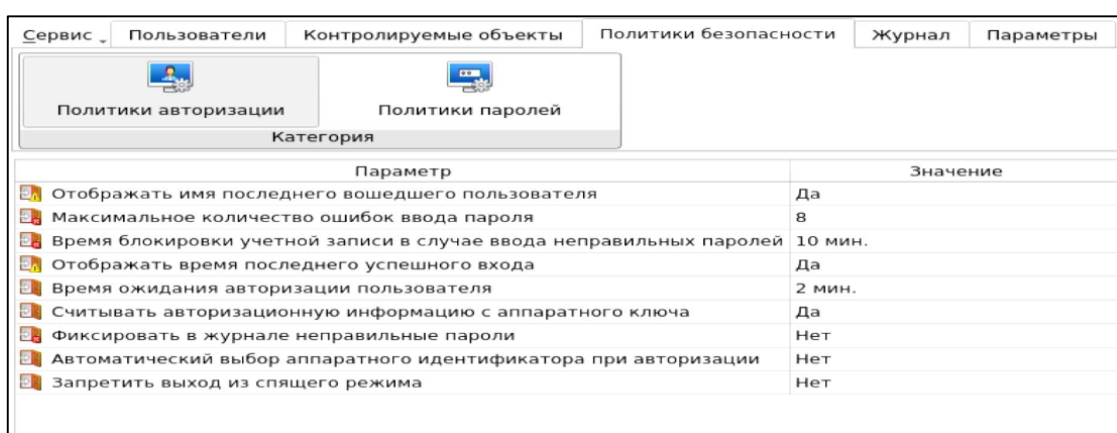 Сервис Пользователи Контролируемые объекты Политики безопасности Журнал Параметры
Политики авторизации Политики паролей
Категория
Параметр Значение
Отображать имя последнего вошедшего пользователя Да
Максимальное количество ошибок ввода пароля 8
Время блокировки учетной записи в случае ввода неправильных паролей 10 мин.
Отображать время последнего успешного входа Да
Время ожидания авторизации пользователя 2 мин.
Считывать авторизационную информацию с аппаратного ключа Да
Фиксировать в журнале неправильные пароли Нет
Автоматический выбор аппаратного идентификатора при авторизации Нет
Запретить выход из спящего режима Нет